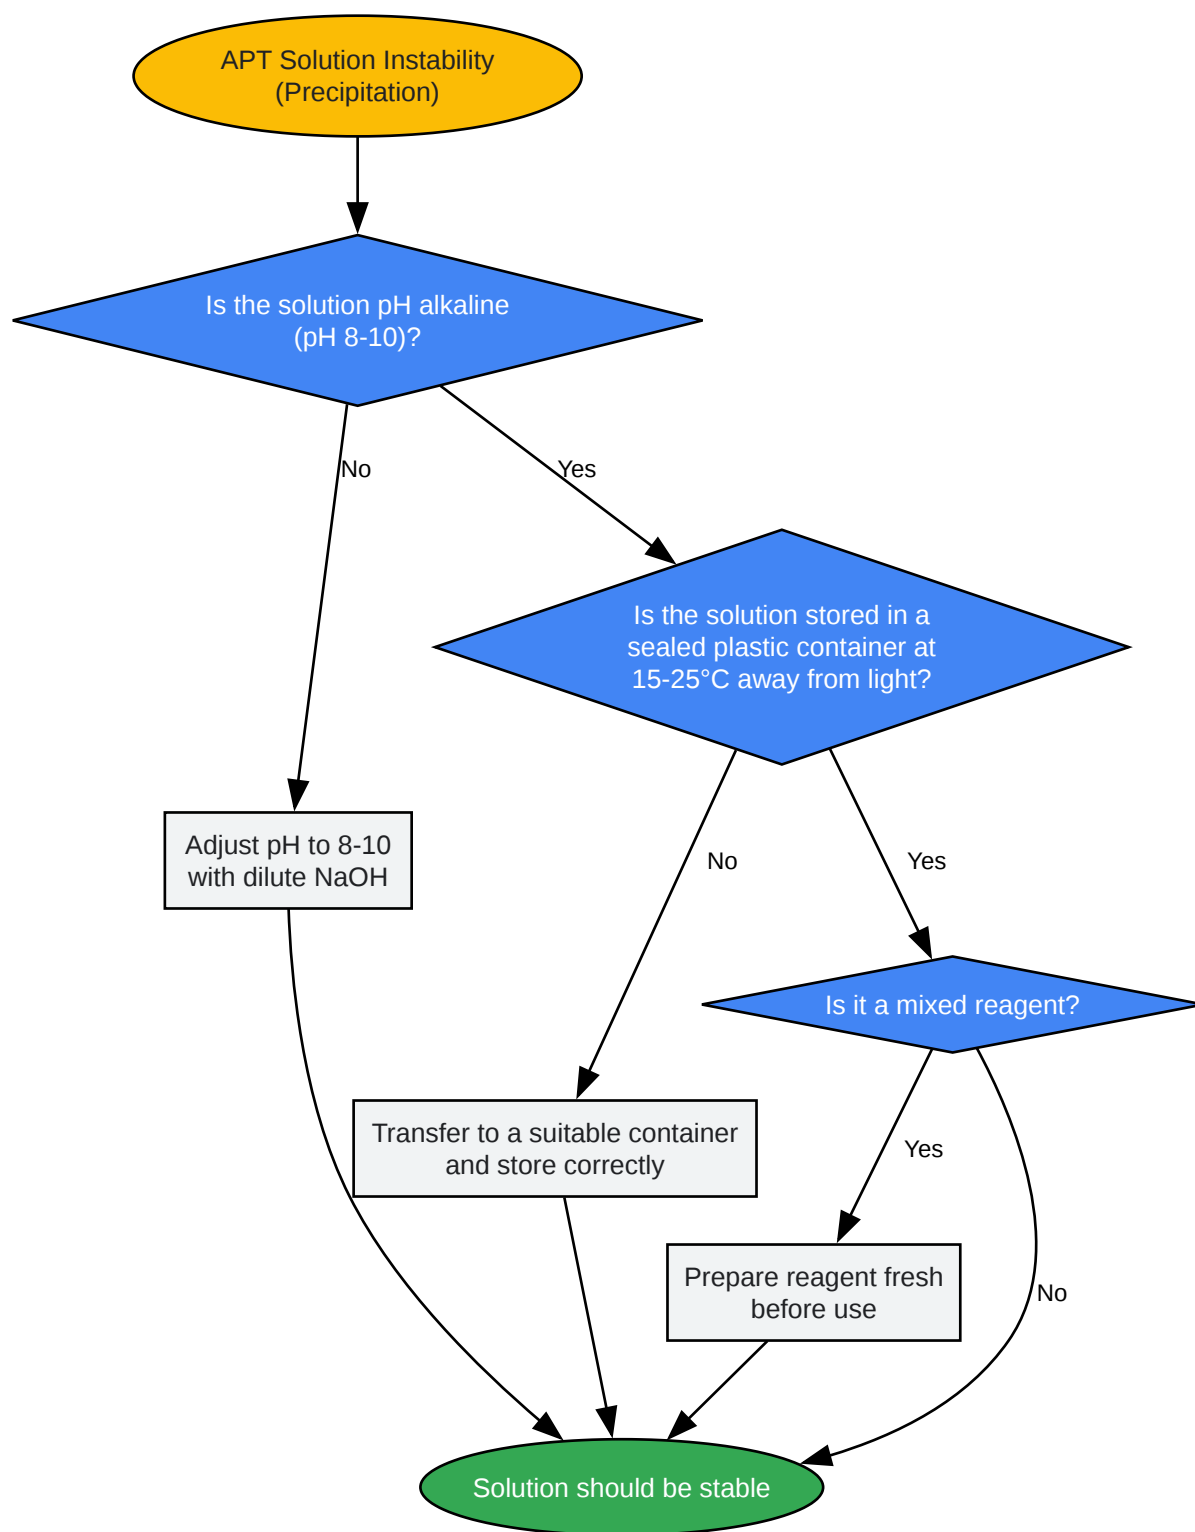 APT Solution Instability
(Precipitation)
Is the solution pH alkaline
(pH 8-10)?
No
Yes
Is the solution stored in a
sealed plastic container at
15-25°C away from light?
Adjust pH to 8-10
with dilute NaOH
No
Yes
Is it a mixed reagent?
Transfer to a suitable container
and store correctly
Yes
Prepare reagent fresh
before use
No
Solution should be stable